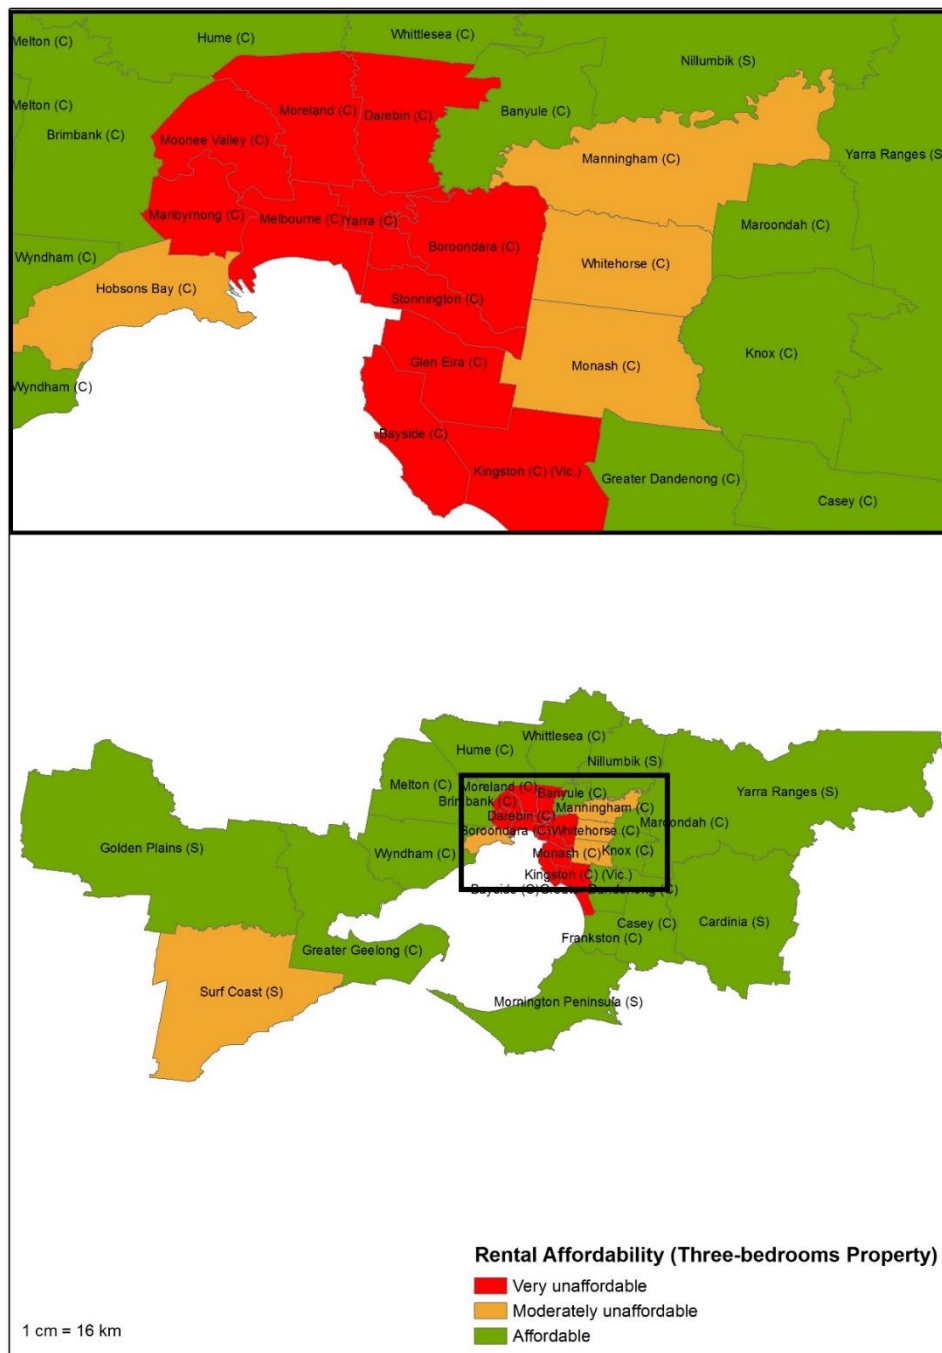 Melton (C)
Hume (C)
Whittlesea (C)
Nillumbik (S)
Melton (C)
Brimbank (C)
Moreland (C)
Darebin (C)
Banyule (C)
Moonee Valley (C)
Manningham (C)
Yarra Ranges (S
Maribyrnong (C)
Melbourne (C)
Yarra (C)
Boroondara (C)
Maroondah (C)
Wyndham (C)
Whitehorse (C)
Hobsons Bay (C)
Stonnington (C)
Glen Eira (C)
Monash (C)
Knox (C)
Wyndham (C)
Bayside (C)
Kingston (C) (Vic.)
Greater Dandenong (C)
Casey (C)
Whittlesea (C)
Hume (C)
Nillumbik (S)
Melton (C)
Moreland (C)
Banyule (C)
Yarra Ranges (S)
Brimbank (C)
Manningham (C)
Darebin (C)
Maroondah (C)
Boroondara (C)
Whitehorse (C)
Golden Plains (S)
Wyndham (C)
Monash (C)
Knox (C)
Kingston (C) (Vic.)
Bayside (C)
Greater Dandenong (C)
Casey (C)
Cardinia (S)
Frankston (C)
Greater Geelong (C)
Surf Coast (S)
Mornington Peninsula (S)
Rental Affordability (Three-bedrooms Property)
Very unaffordable
Moderately unaffordable
Affordable
1 cm = 16 km